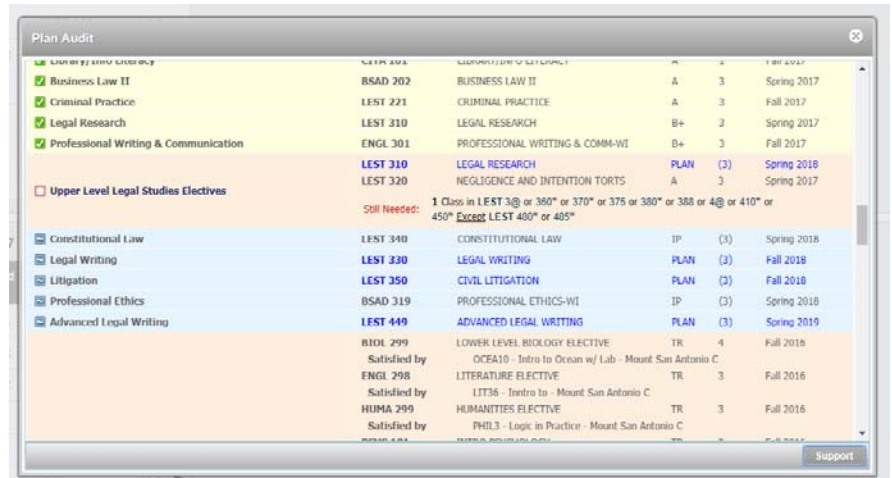 Plan Audit
Library/Info Literacy CITA 101 LIBRARY/INFO LITERACY A Fall 2017
Business Law II BSAD 202 BUSINESS LAW II A 3 Spring 2017
Criminal Practice LEST 221 CRIMINAL PRACTICE A 3 Fall 2017
Legal Research LEST 310 LEGAL RESEARCH B+ 3 Spring 2017
Professional Writing & Communication ENGL 301 PROFESSIONAL WRITING & COMM-WI B+ 3 Fall 2017
LEST 310 LEGAL RESEARCH PLAN (3) Spring 2018
Upper Level Legal Studies Electives LEST 320 NEGLIGENCE AND INTENTION TORTS A 3 Spring 2017
Still Needed: 1 Class in LEST 3@ or 360* or 370* or 375 or 380* or 388 or 4@ or 410* or
450* Except LEST 480* or 485*
Constitutional Law LEST 340 CONSTITUTIONAL LAW IP (3) Spring 2018
Legal Writing LEST 330 LEGAL WRITING PLAN (3) Fall 2018
Litigation LEST 350 CIVIL LITIGATION PLAN (3) Fall 2018
Professional Ethics BSAD 319 PROFESSIONAL ETHICS-WI IP (3) Spring 2018
Advanced Legal Writing LEST 449 ADVANCED LEGAL WRITING PLAN (3) Spring 2019
BIOL 299 LOWER LEVEL BIOLOGY ELECTIVE TR 4 Fall 2016
Satisfied by OCEA10 - Intro to Ocean w/ Lab - Mount San Antonio C
ENGL 298 LITERATURE ELECTIVE TR 3 Fall 2016
Satisfied by LIT36 - Inntro to - Mount San Antonio C
HUMA 299 HUMANITIES ELECTIVE TR 3 Fall 2016
Satisfied by PHIL3 - Logic in Practice - Mount San Antonio C
Support